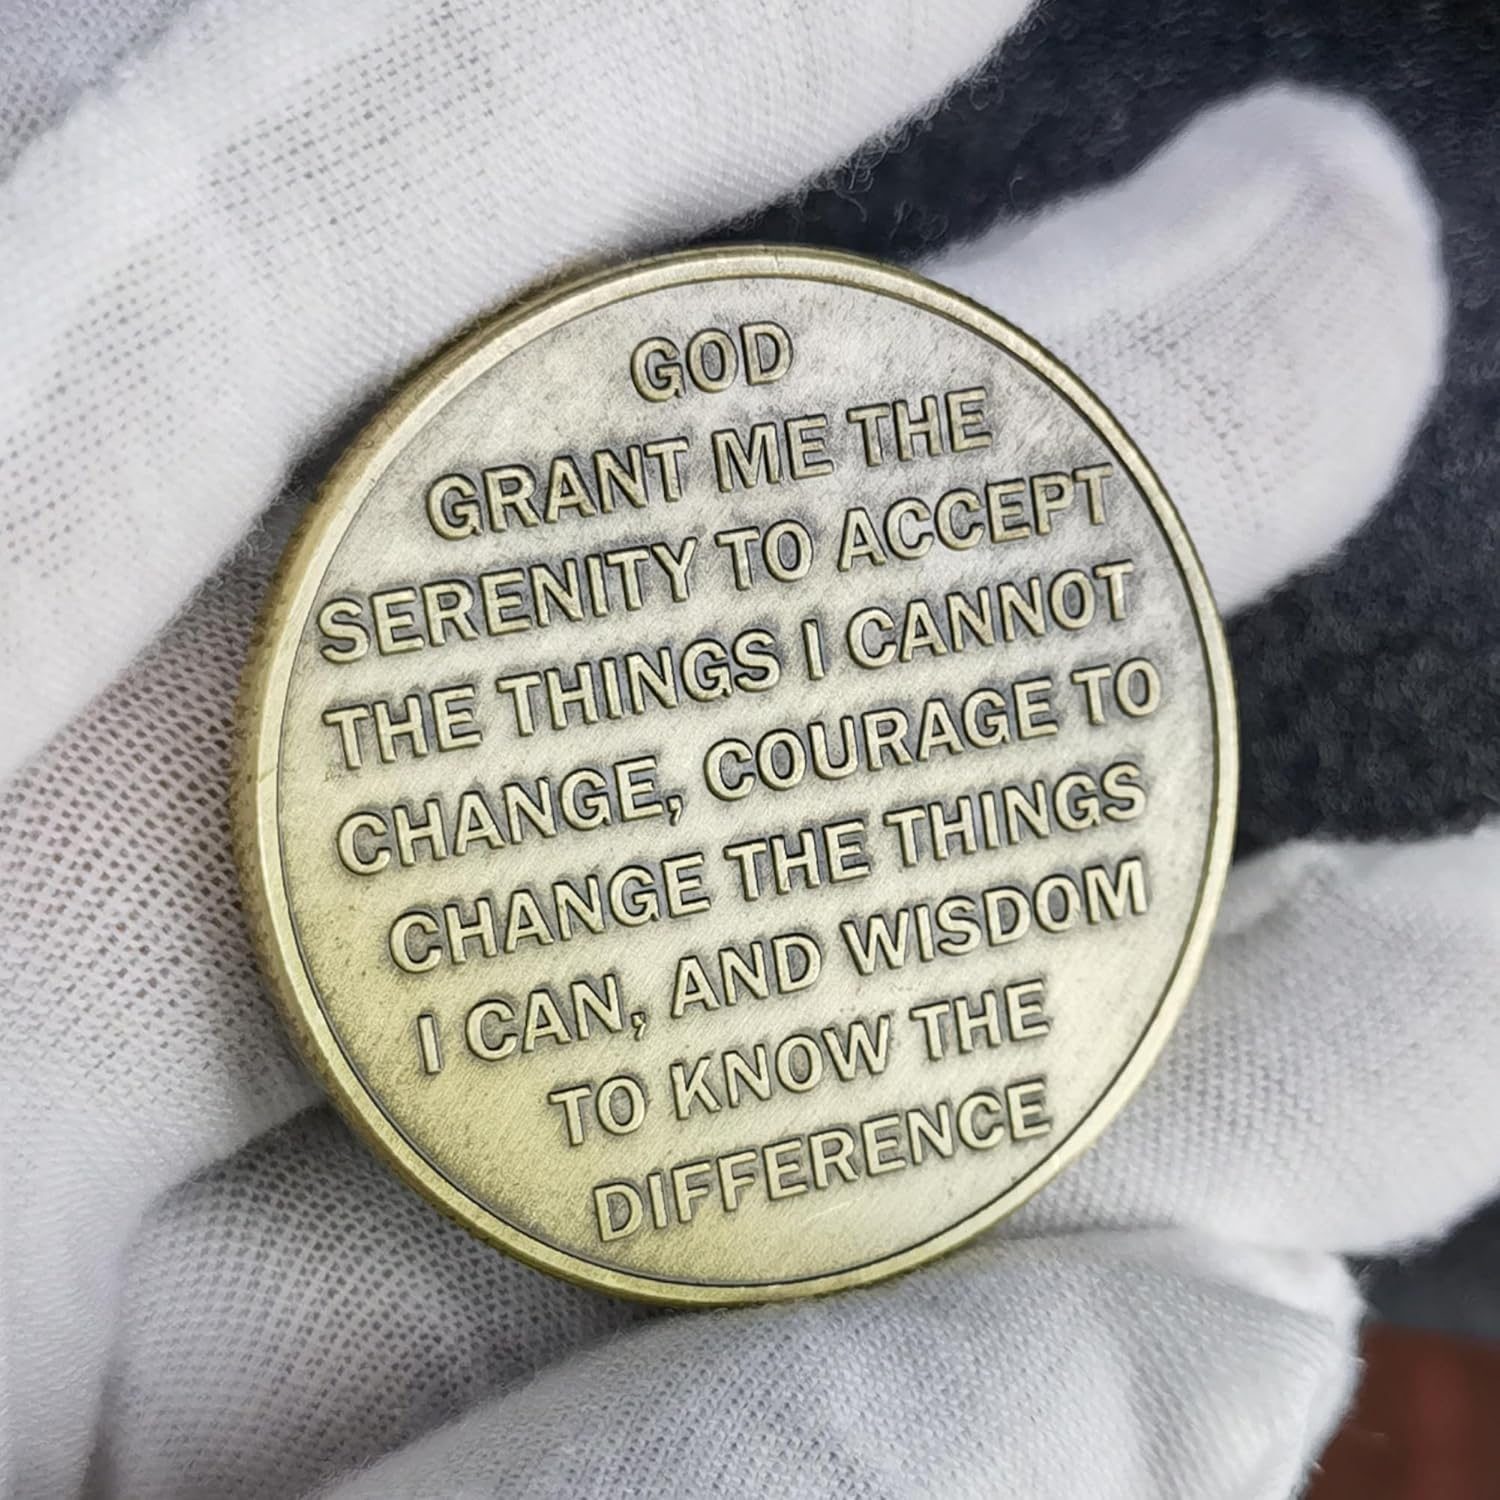 GOD
GRANT ME THE
SERENITY TO ACCEPT
THE THINGS I CANNOT
CHANGE, COURAGE TO
CHANGE THE THINGS
I CAN, AND WISDOM
TO KNOW THE
DIFFERENCE